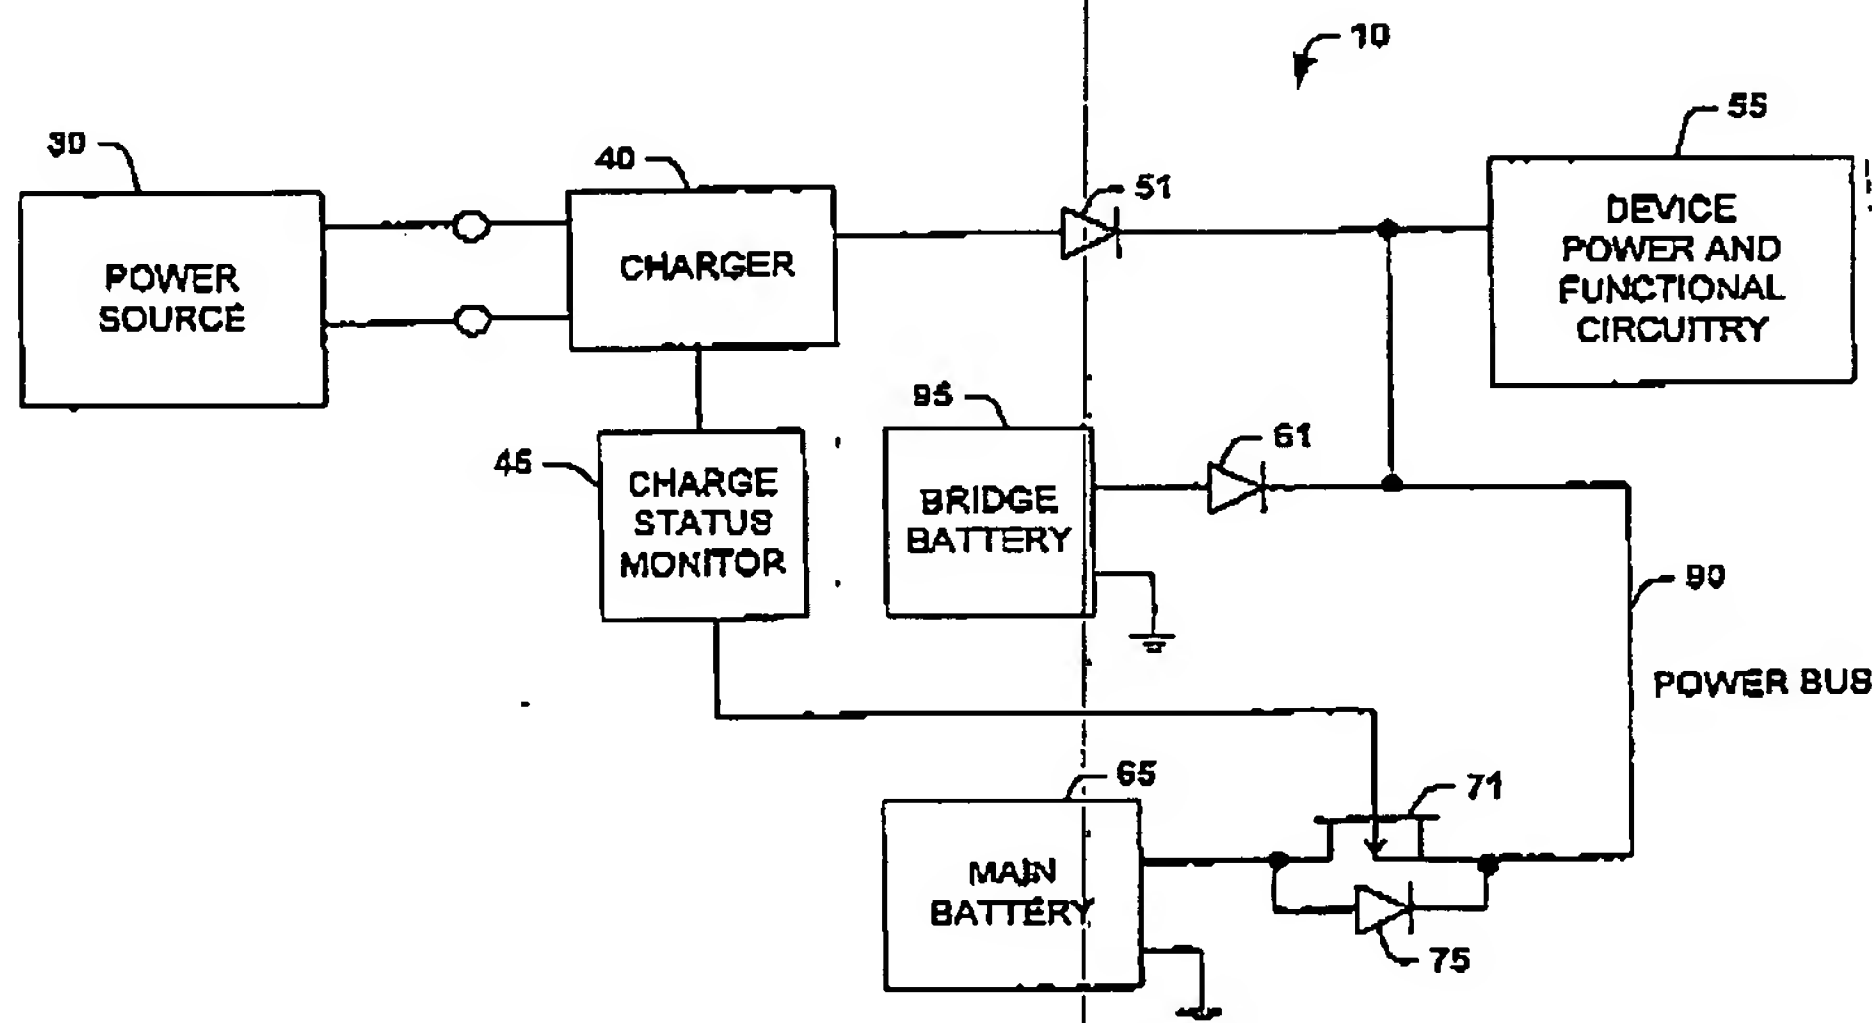 10
30
40
51
55
POWER
SOURCE
CHARGER
DEVICE
POWER AND
FUNCTIONAL
CIRCUITRY
95
61
45
CHARGE
STATUS
MONITOR
BRIDGE
BATTERY
90
POWER BUS
65
71
MAIN
BATTERY
75